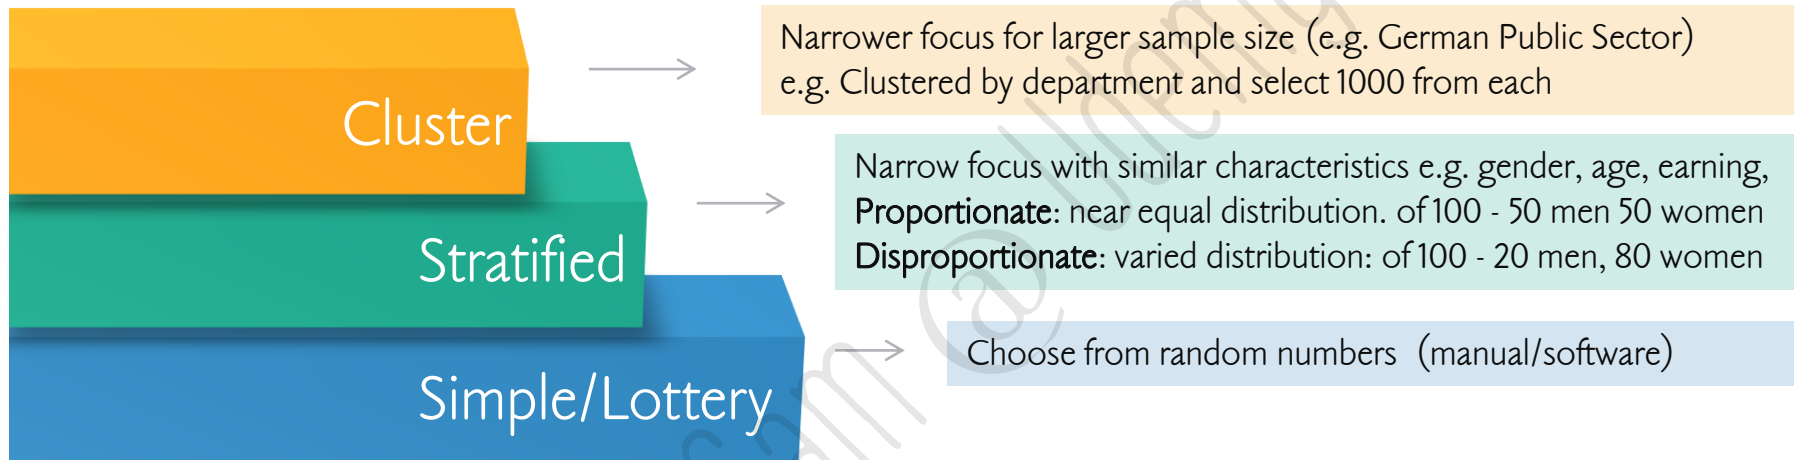 Cluster
Narrower focus for larger sample size (e.g. German Public Sector)
e.g. Clustered by department and select 1000 from each
Stratified
Narrow focus with similar characteristics e.g. gender, age, earning,
Proportionate: near equal distribution. of 100 - 50 men 50 women
Disproportionate: varied distribution: of 100 - 20 men, 80 women
Simple/Lottery
Choose from random numbers (manual/software)
@